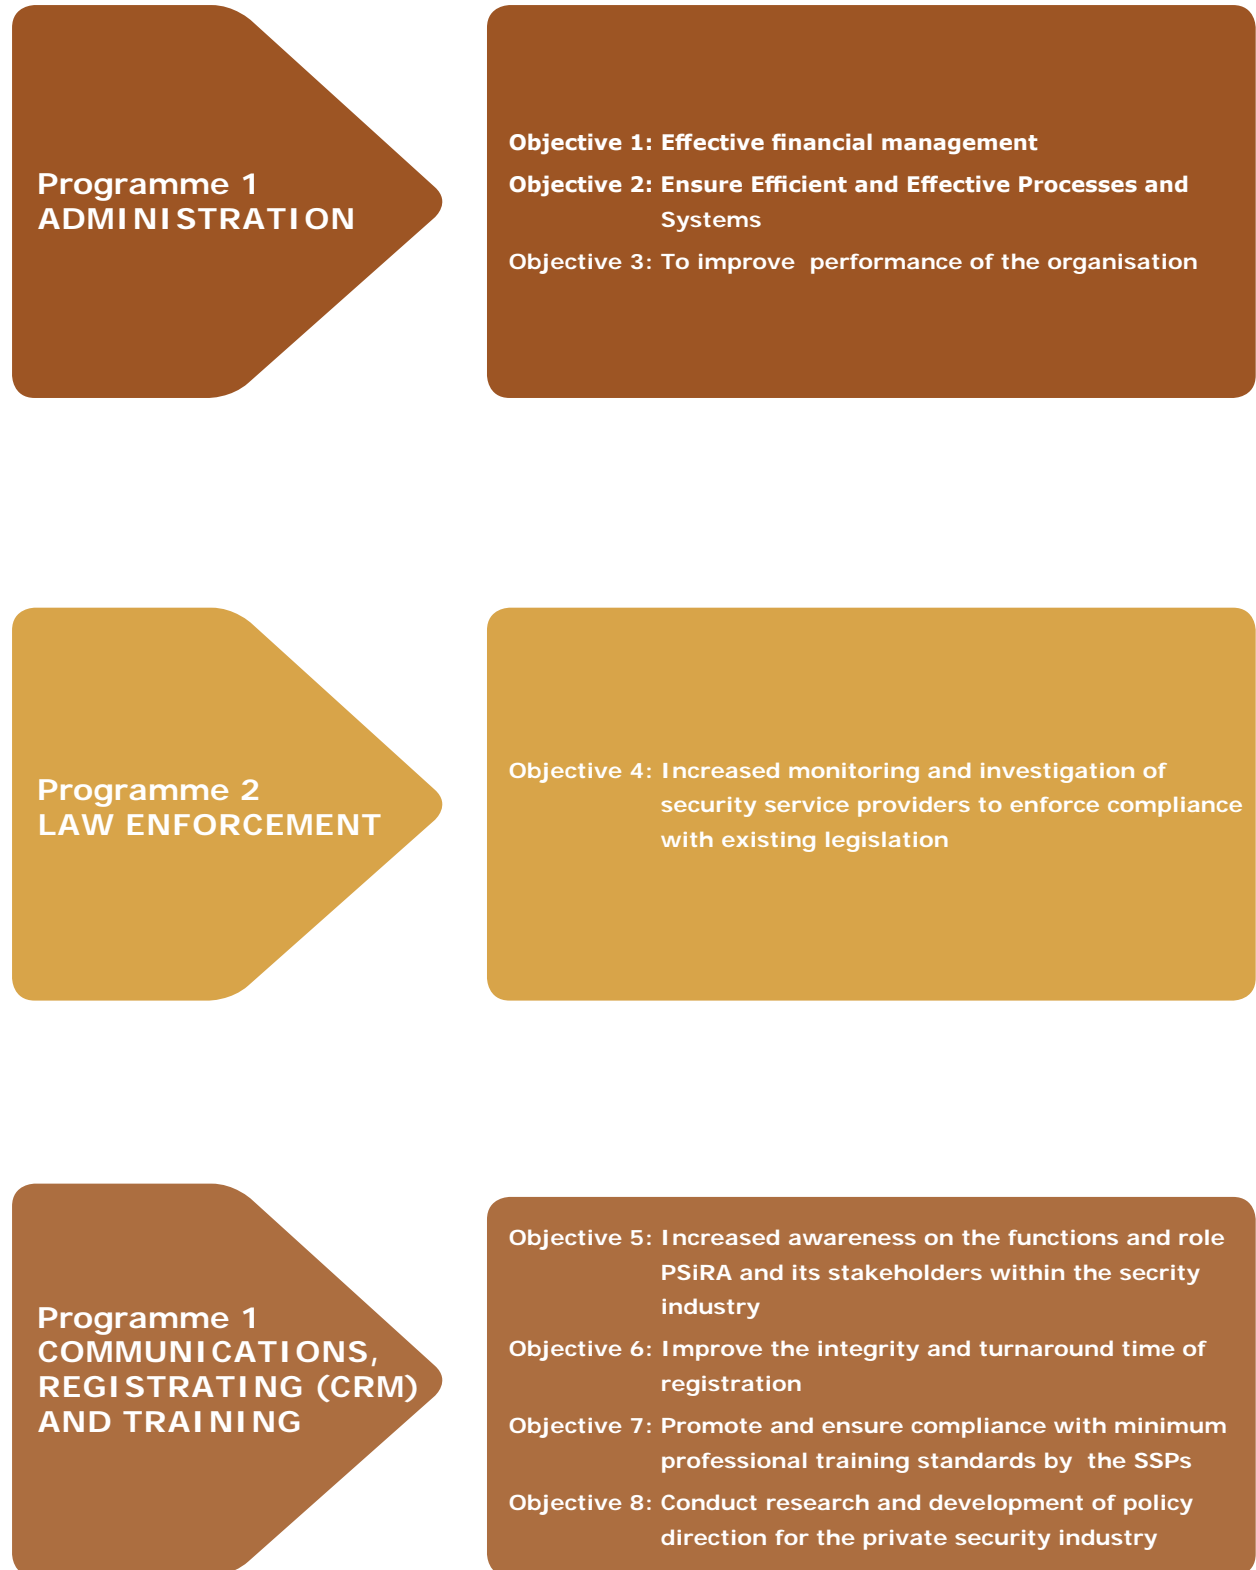 Programme 1
ADMINISTRATION
Objective 1: Effective financial management
Objective 2: Ensure Efficient and Effective Processes and
Systems
Objective 3: To improve performance of the organisation
Programme 2
LAW ENFORCEMENT
Objective 4: Increased monitoring and investigation of
security service providers to enforce compliance
with existing legislation
Programme 1
COMMUNICATIONS,
REGISTRATING (CRM)
AND TRAINING
Objective 5: Increased awareness on the functions and role
PSiRA and its stakeholders within the secrity
industry
Objective 6: Improve the integrity and turnaround time of
registration
Objective 7: Promote and ensure compliance with minimum
professional training standards by the SSPs
Objective 8: Conduct research and development of policy
direction for the private security industry